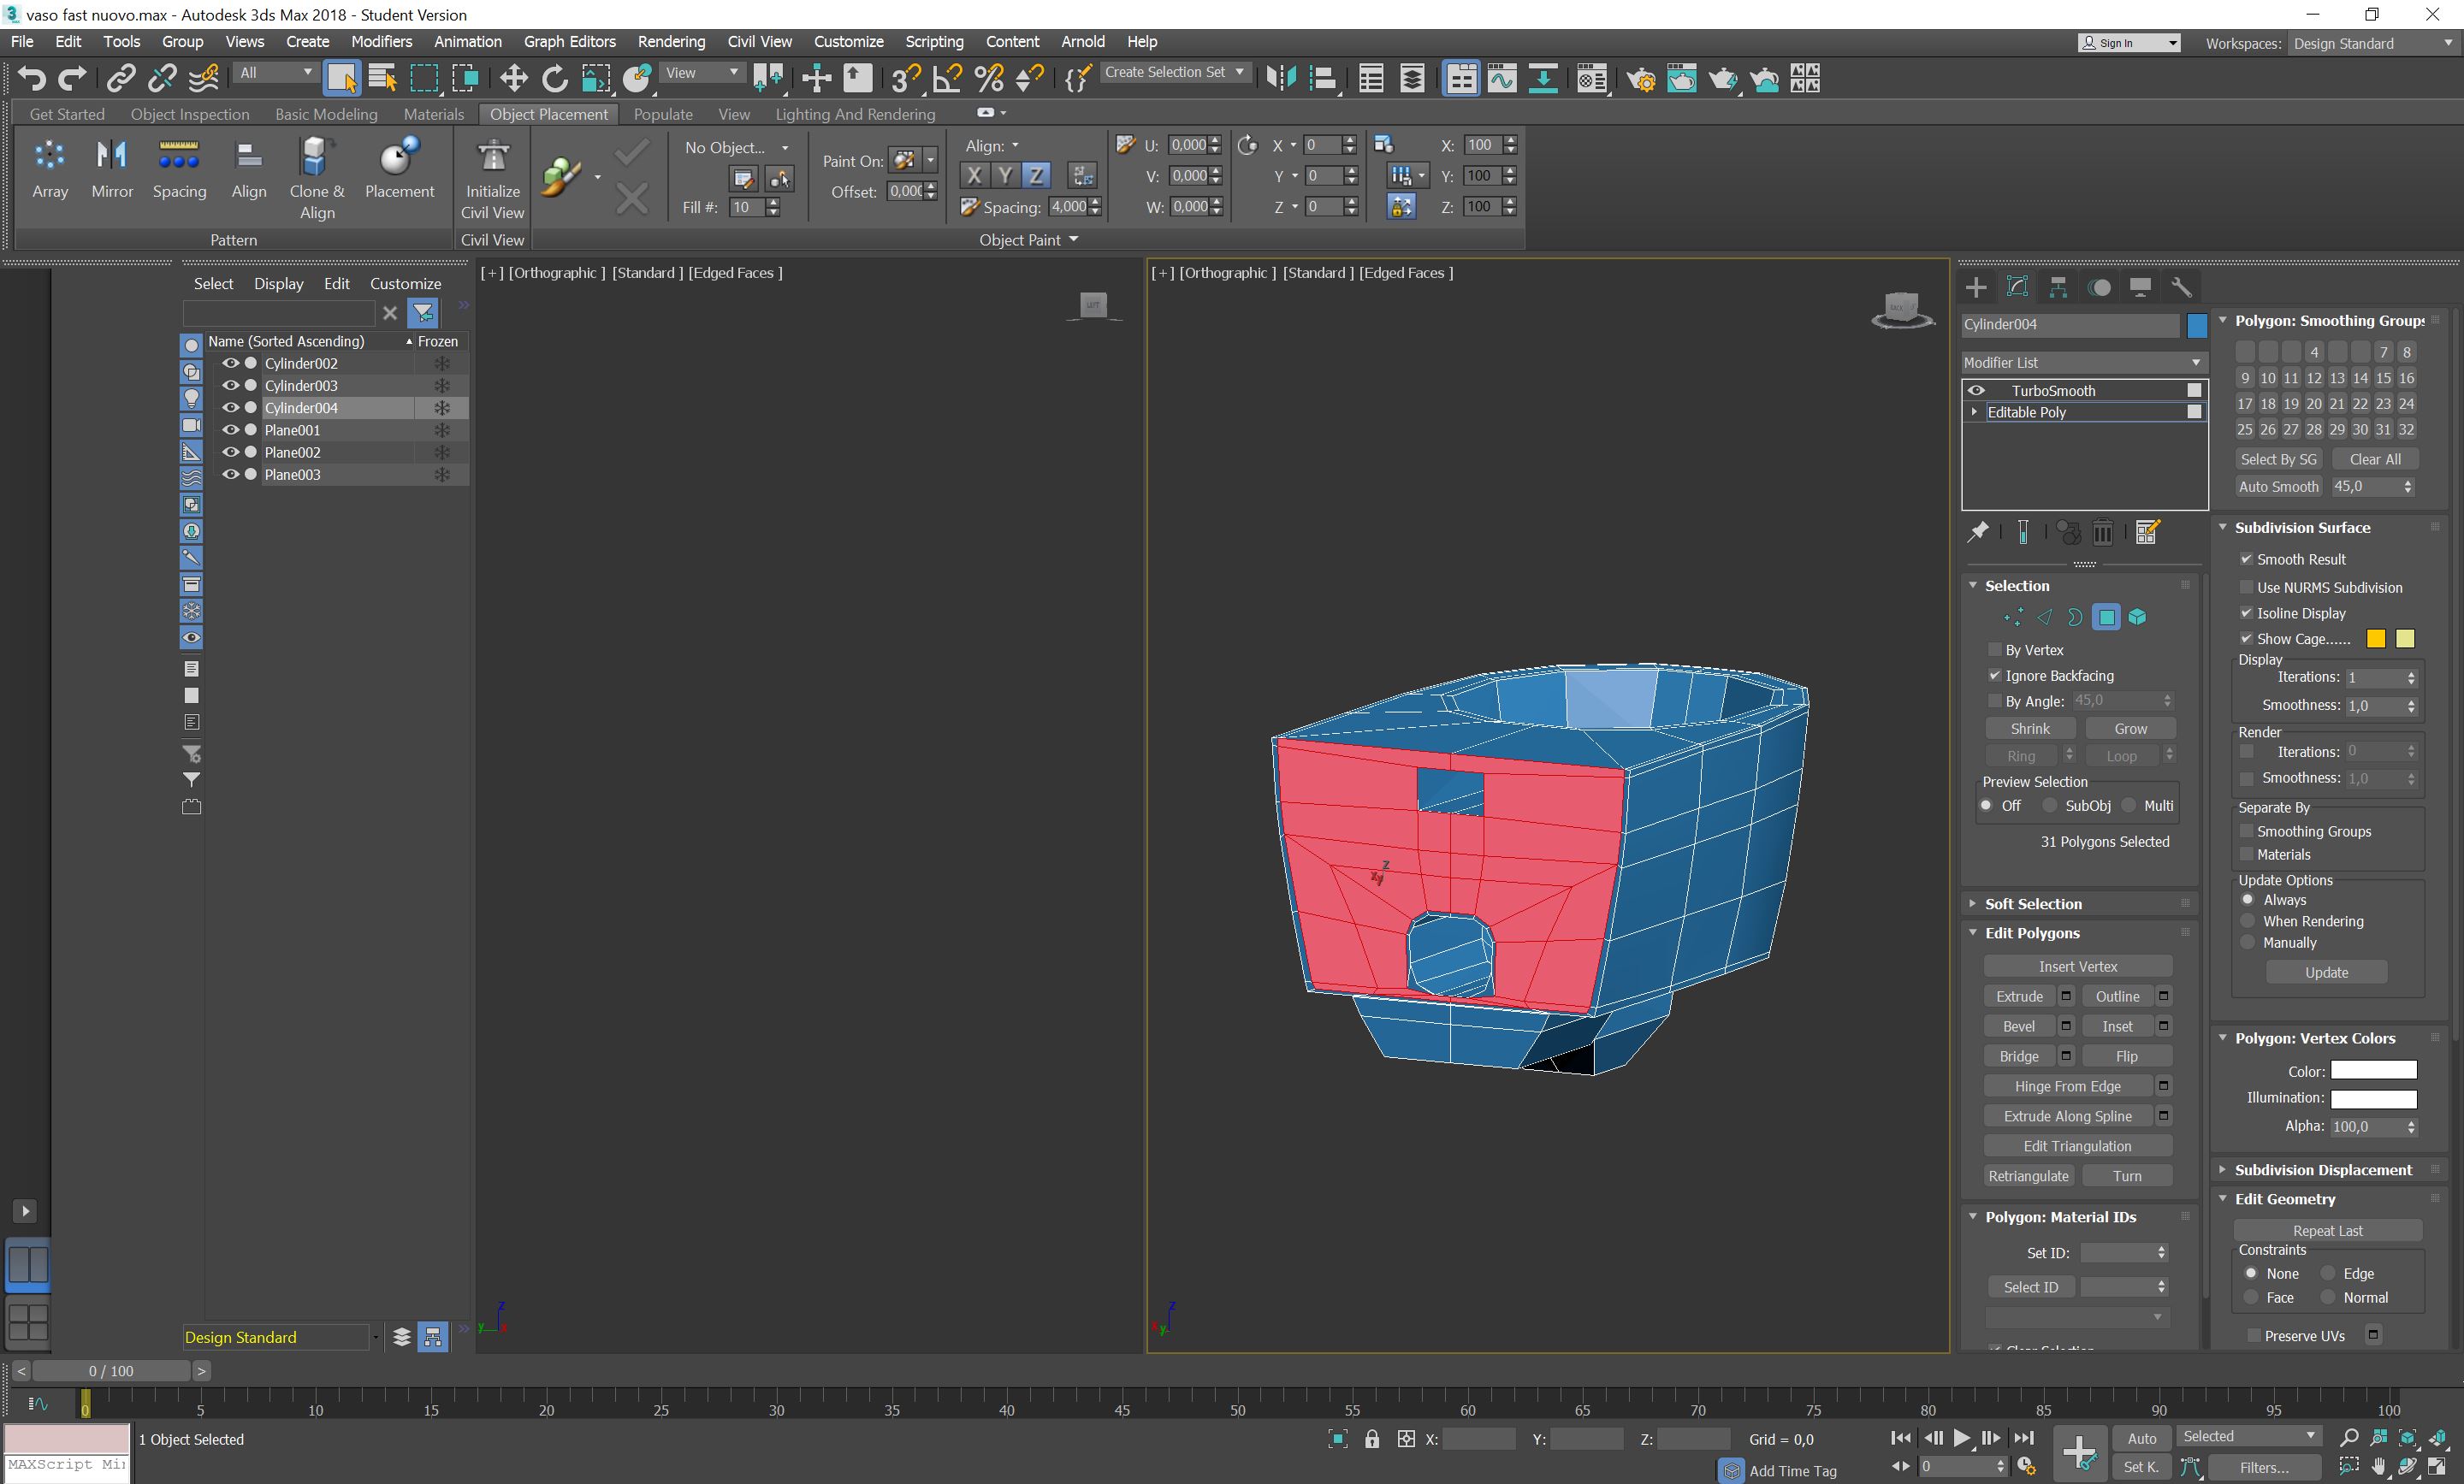 vaso fast nuovo.max - Autodesk 3ds Max 2018 - Student Version
File Edit Tools Group Views Create Modifiers Animation Graph Editors Rendering Civil View Customize Scripting Content Arnold Help
Sign In Workspaces: Design Standard
All View Create Selection Set
Get Started Object Inspection Basic Modeling Materials Object Placement Populate View Lighting And Rendering
Array Mirror Spacing Align Clone & Align Placement
Pattern
Initialize Civil View
Civil View
No Object...
Fill #: 10
Paint On:
Offset: 0,000
Align:
X Y Z
Spacing: 4,000
U: 0,000
V: 0,000
W: 0,000
X 0
Y 0
Z 0
X: 100
Y: 100
Z: 100
Object Paint
Select Display Edit Customize
Name (Sorted Ascending) Frozen
Cylinder002
Cylinder003
Cylinder004
Plane001
Plane002
Plane003
Design Standard
[+] [Orthographic ] [Standard ] [Edged Faces ]
LEFT
z
y
[+] [Orthographic ] [Standard ] [Edged Faces ]
BACK
z
xy
z
xy
Cylinder004
Modifier List
TurboSmooth
Editable Poly
Selection
By Vertex
Ignore Backfacing
By Angle: 45,0
Shrink Grow
Ring Loop
Preview Selection
Off SubObj Multi
31 Polygons Selected
Soft Selection
Edit Polygons
Insert Vertex
Extrude Outline
Bevel Inset
Bridge Flip
Hinge From Edge
Extrude Along Spline
Edit Triangulation
Retriangulate Turn
Polygon: Material IDs
Set ID:
Select ID
Clear Selection
Polygon: Smoothing Groups
4 7 8
9 10 11 12 13 14 15 16
17 18 19 20 21 22 23 24
25 26 27 28 29 30 31 32
Select By SG Clear All
Auto Smooth 45,0
Subdivision Surface
Smooth Result
Use NURMS Subdivision
Isoline Display
Show Cage......
Display
Iterations: 1
Smoothness: 1,0
Render
Iterations: 0
Smoothness: 1,0
Separate By
Smoothing Groups
Materials
Update Options
Always
When Rendering
Manually
Update
Polygon: Vertex Colors
Color:
Illumination:
Alpha: 100,0
Subdivision Displacement
Edit Geometry
Repeat Last
Constraints
None Edge
Face Normal
Preserve UVs
< 0 / 100 >
0 5 10 15 20 25 30 35 40 45 50 55 60 65 70 75 80 85 90 95 100
1 Object Selected
MAXScript Mi
X: Y: Z: Grid = 0,0
Add Time Tag
0
Auto Selected
Set K. Filters...